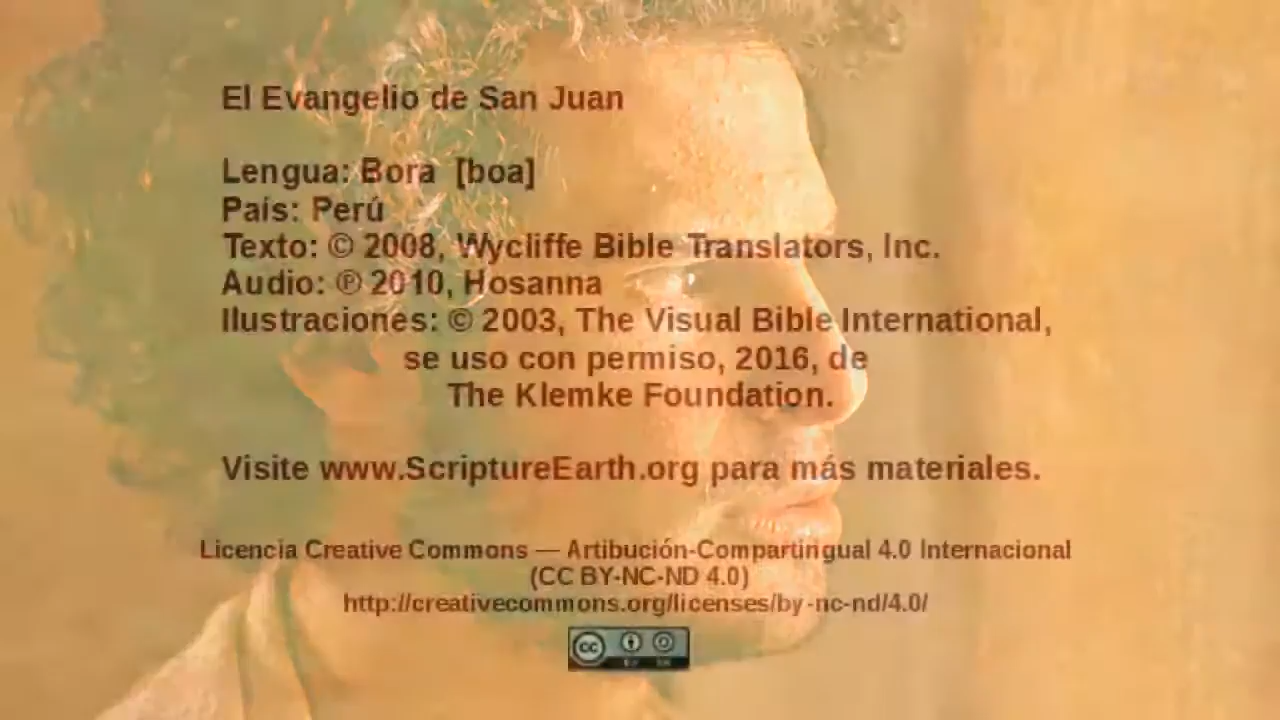 El Evangelio de San Juan
Lengua: Bora [boa]
País: Perú
Texto: © 2008, Wycliffe Bible Translators, Inc.
Audio: ℗ 2010, Hosanna
Ilustraciones: © 2003, The Visual Bible International,
se uso con permiso, 2016, de
The Klemke Foundation.
Visite www.ScriptureEarth.org para más materiales.
Licencia Creative Commons — Artibución-Compartingual 4.0 Internacional
(CC BY-NC-ND 4.0)
http://creativecommons.org/licenses/by-nc-nd/4.0/
cc